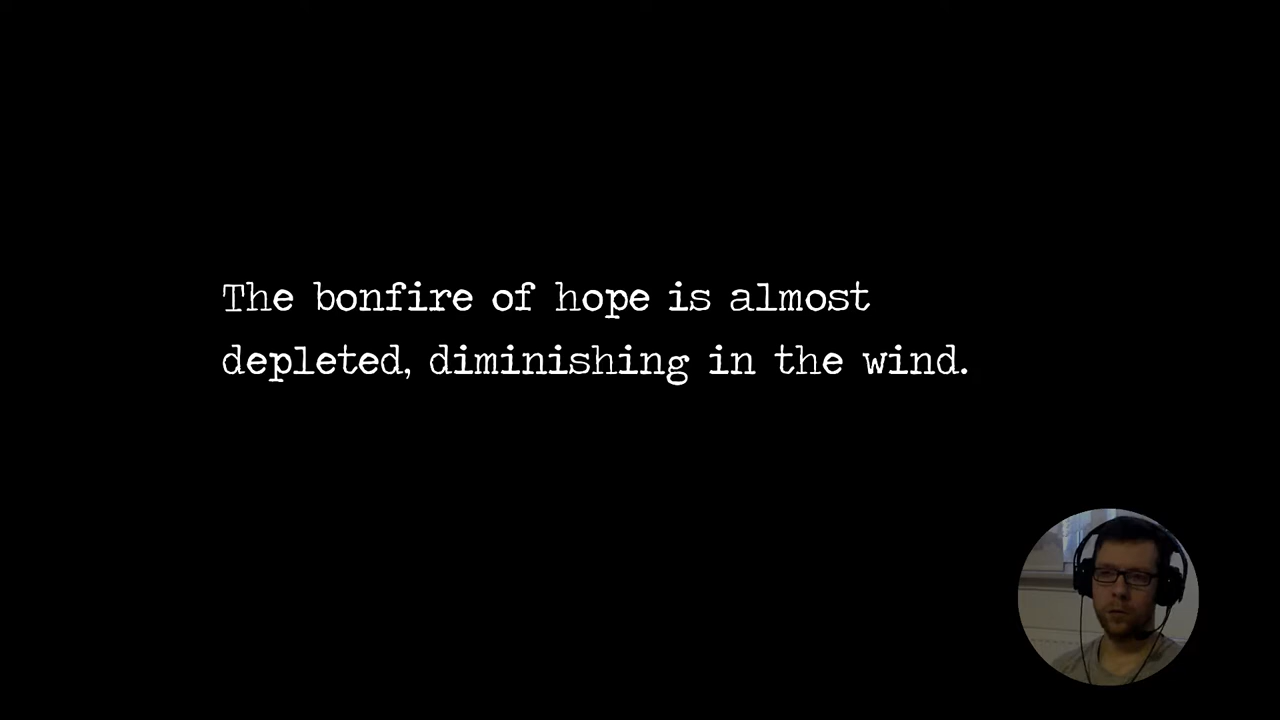 The bonfire of hope is almost
depleted, diminishing in the wind.